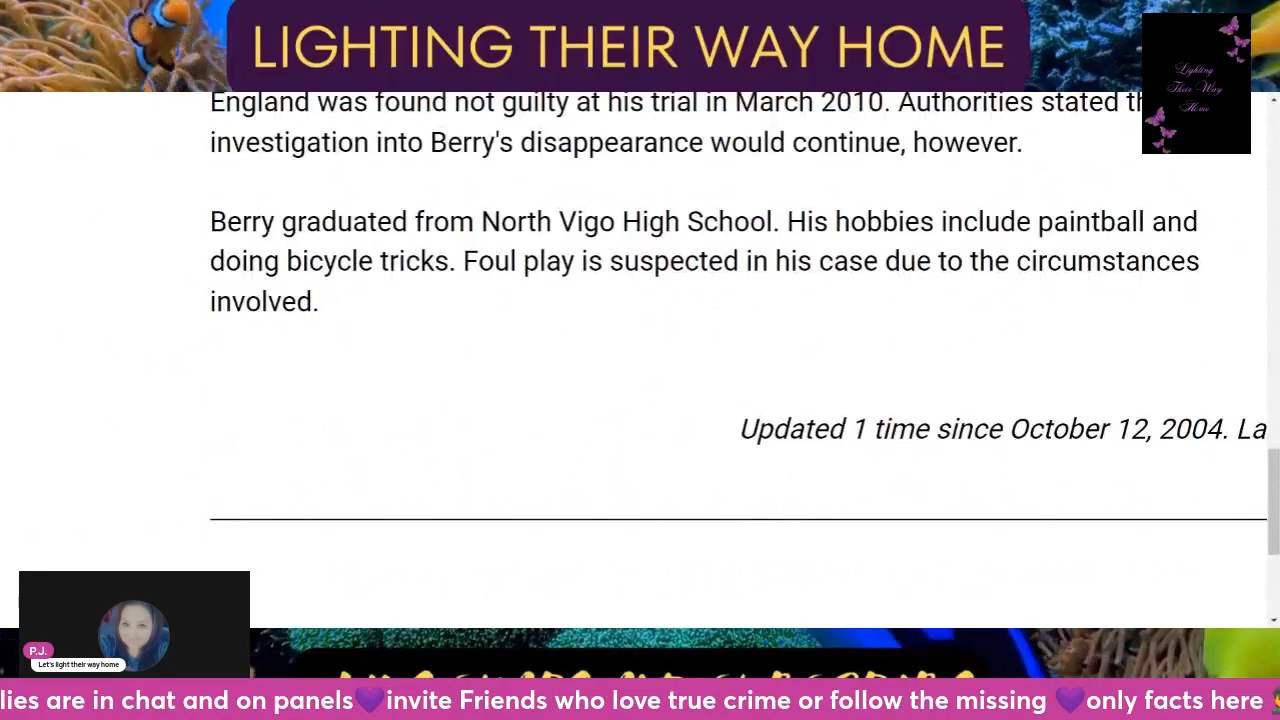 LIGHTING THEIR WAY HOME
Lighting
Their Way
Home
England was found not guilty at his trial in March 2010. Authorities stated
investigation into Berry's disappearance would continue, however.
Berry graduated from North Vigo High School. His hobbies include paintball and
doing bicycle tricks. Foul play is suspected in his case due to the circumstances
involved.
Updated 1 time since October 12, 2004. La
P.J.
Let's light their way home
lies are in chat and on panels💜invite Friends who love true crime or follow the missing 💜only facts here